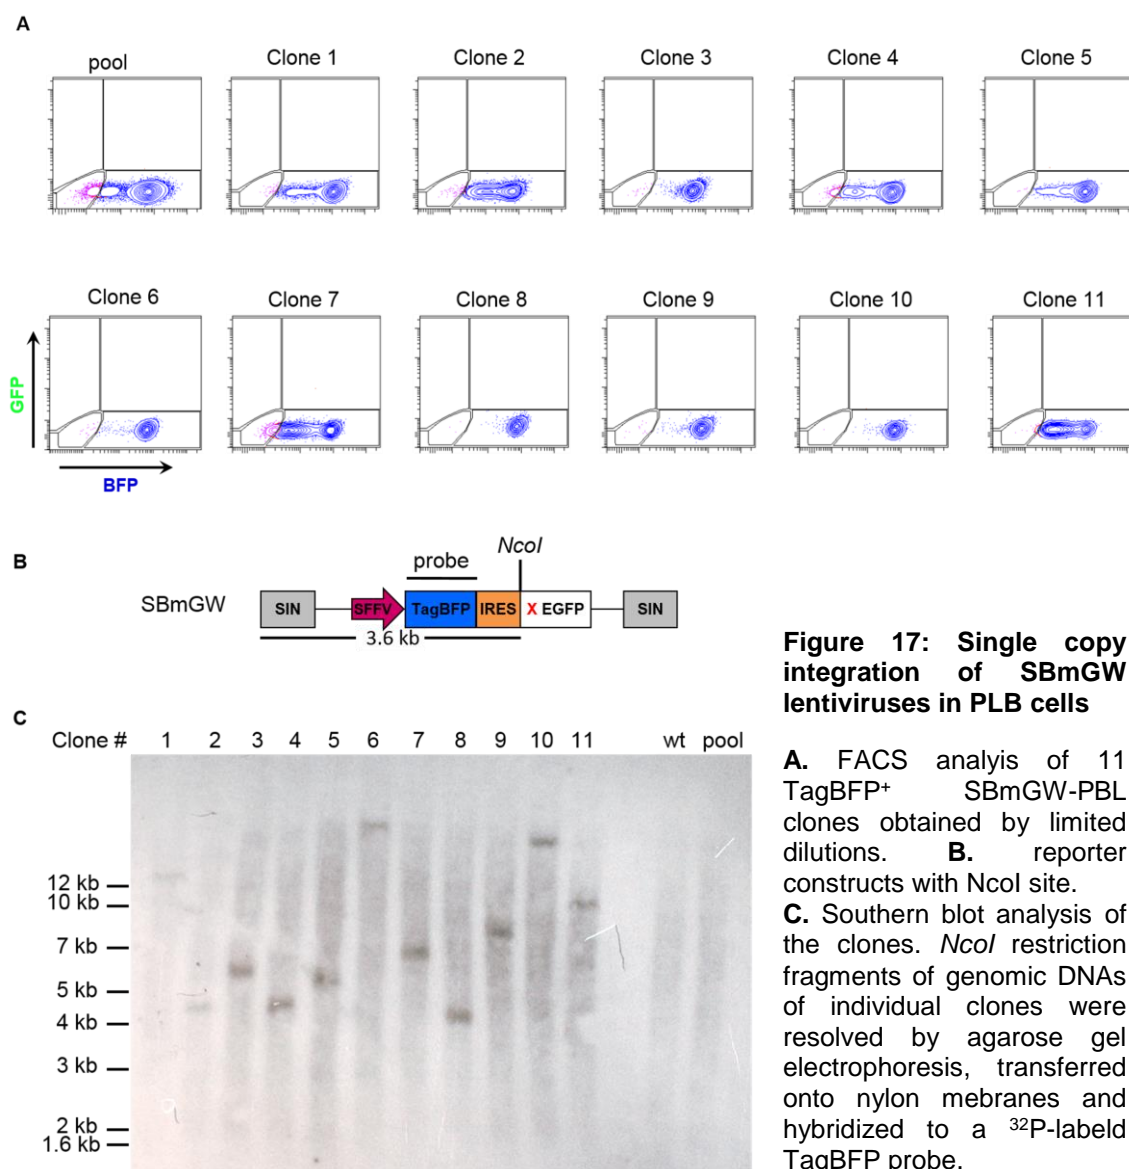 A
pool
Clone 1
Clone 2
Clone 3
Clone 4
Clone 5
Clone 6
Clone 7
Clone 8
Clone 9
Clone 10
Clone 11
GFP
BFP
B
SBmGW
probe
NcoI
SIN
SFFV
TagBFP
IRES
X EGFP
SIN
3.6 kb
C
Clone #
1 2 3 4 5 6 7 8 9 10 11 wt pool
12 kb
10 kb
7 kb
5 kb
4 kb
3 kb
2 kb
1.6 kb
Figure 17: Single copy
integration of SBmGW
lentiviruses in PLB cells
A. FACS analyis of 11
TagBFP⁺ SBmGW-PBL
clones obtained by limited
dilutions. B. reporter
constructs with NcoI site.
C. Southern blot analysis of
the clones. NcoI restriction
fragments of genomic DNAs
of individual clones were
resolved by agarose gel
electrophoresis, transferred
onto nylon mebranes and
hybridized to a ³²P-labeld
TagBFP probe.